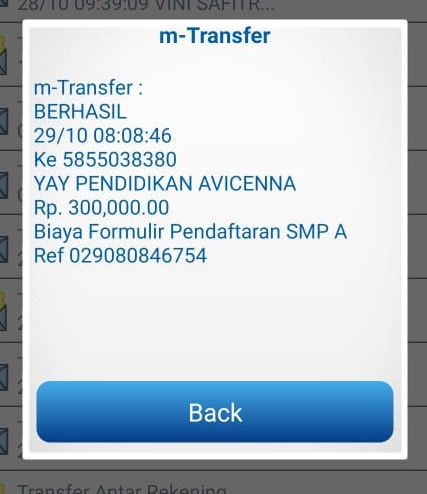 28/10 09:39:09 VINI SAFITR...
m-Transfer
m-Transfer :
BERHASIL
29/10 08:08:46
Ke 5855038380
YAY PENDIDIKAN AVICENNA
Rp. 300,000.00
Biaya Formulir Pendaftaran SMP A
Ref 029080846754
Back
Transfer Antar Rekening